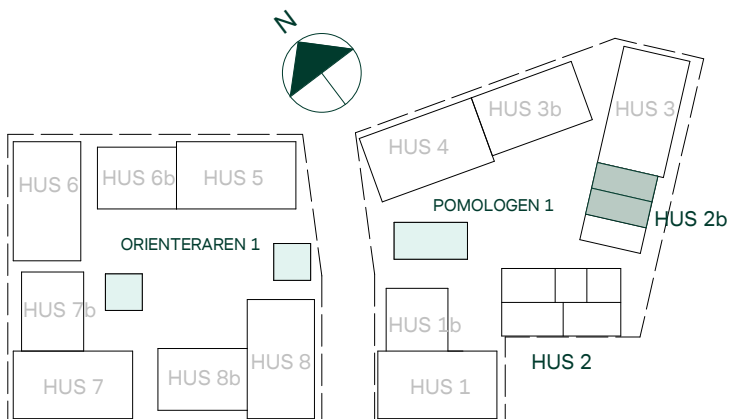 N
HUS 3b
HUS 3
HUS 4
HUS 6
HUS 6b
HUS 5
POMOLOGEN 1
HUS 2b
ORIENTERAREN 1
HUS 7b
HUS 1b
HUS 8
HUS 2
HUS 8b
HUS 7
HUS 1